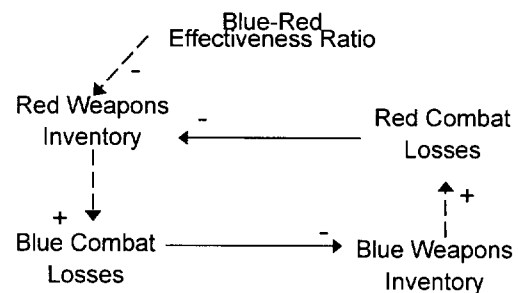 Blue-Red
Effectiveness Ratio
-
Red Weapons
Inventory
-
Red Combat
Losses
+
+
Blue Combat
Losses
-
Blue Weapons
Inventory